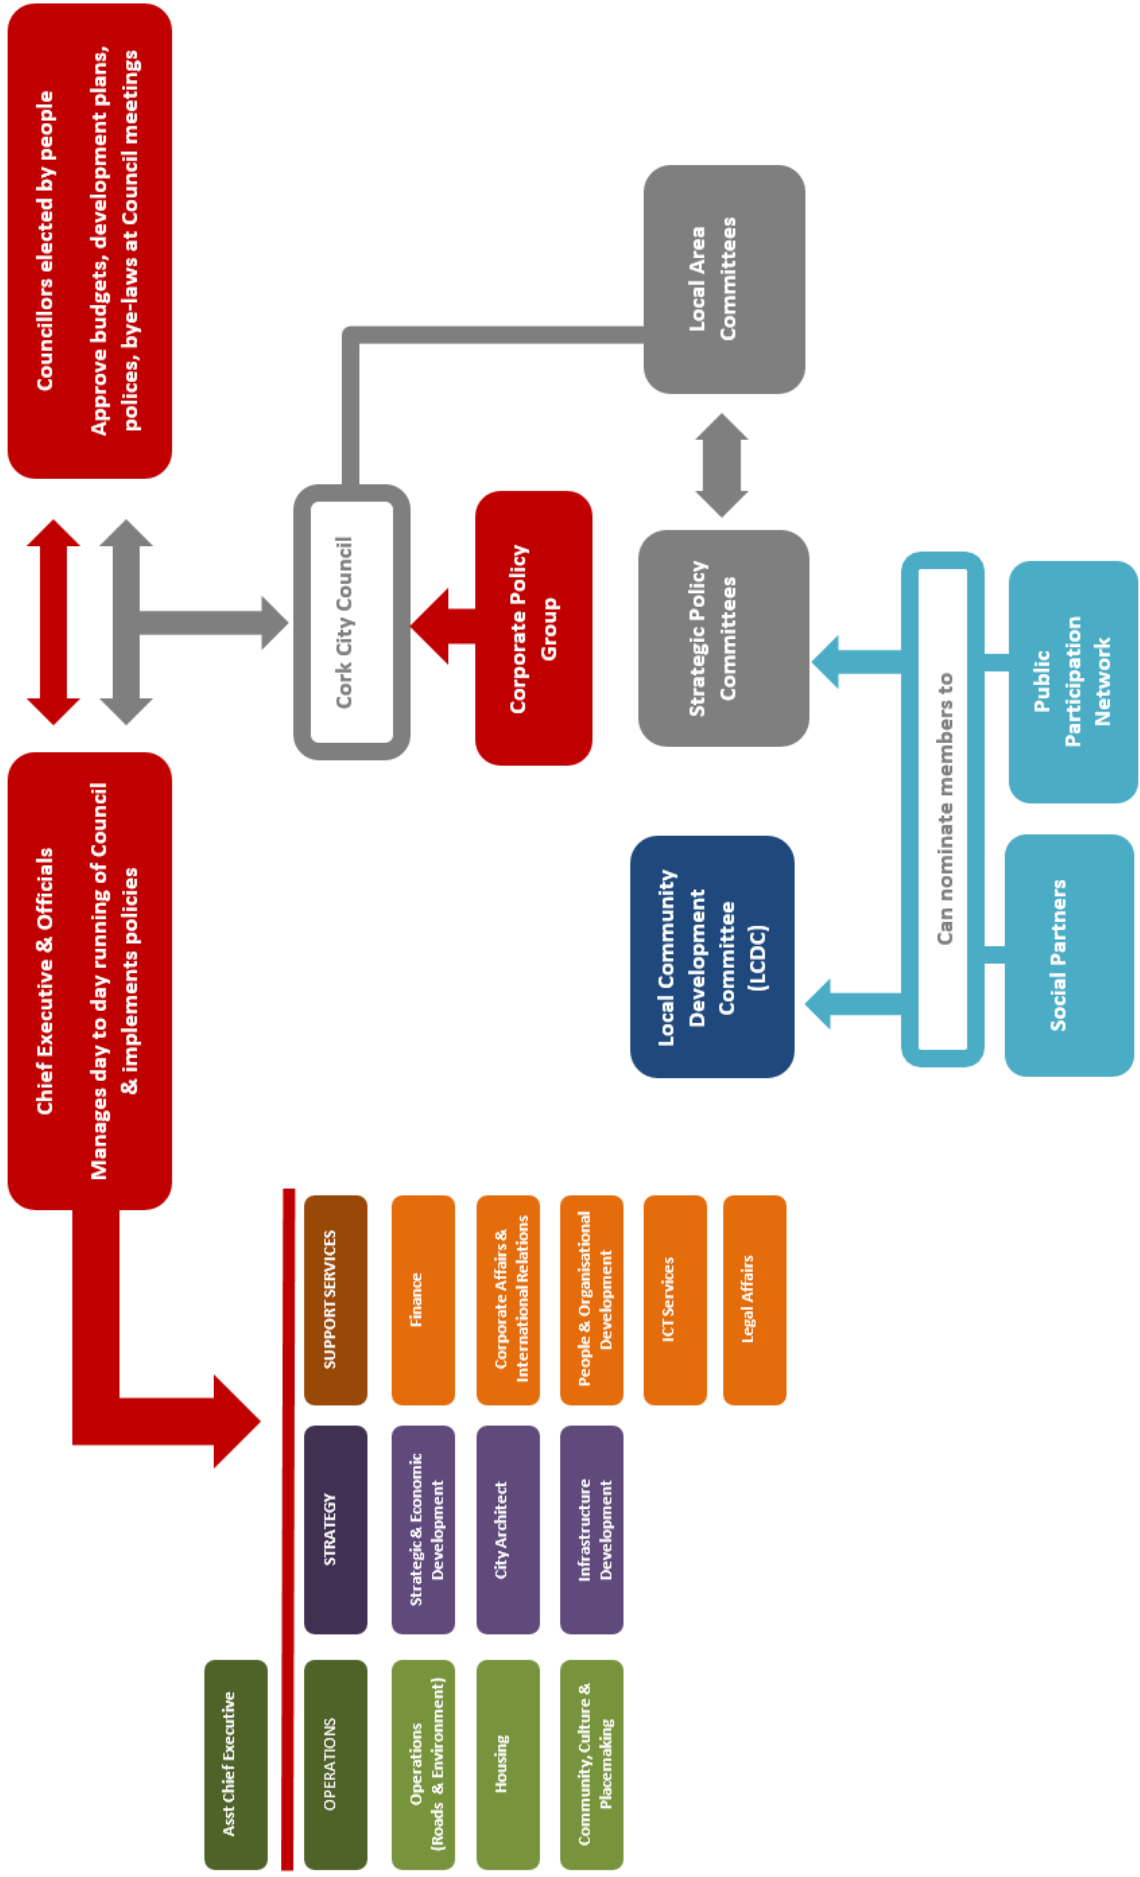 Chief Executive & Officials
Manages day to day running of Council
& implements policies
Councillors elected by people
Approve budgets, development plans,
polices, bye-laws at Council meetings
Asst Chief Executive
OPERATIONS
Operations
(Roads & Environment)
Housing
Community, Culture &
Placemaking
STRATEGY
Strategic & Economic
Development
City Architect
Infrastructure
Development
SUPPORT SERVICES
Finance
Corporate Affairs &
International Relations
People & Organisational
Development
ICT Services
Legal Affairs
Cork City Council
Corporate Policy
Group
Local Community
Development
Committee
(LCDC)
Strategic Policy
Committees
Local Area
Committees
Can nominate members to
Social Partners
Public
Participation
Network